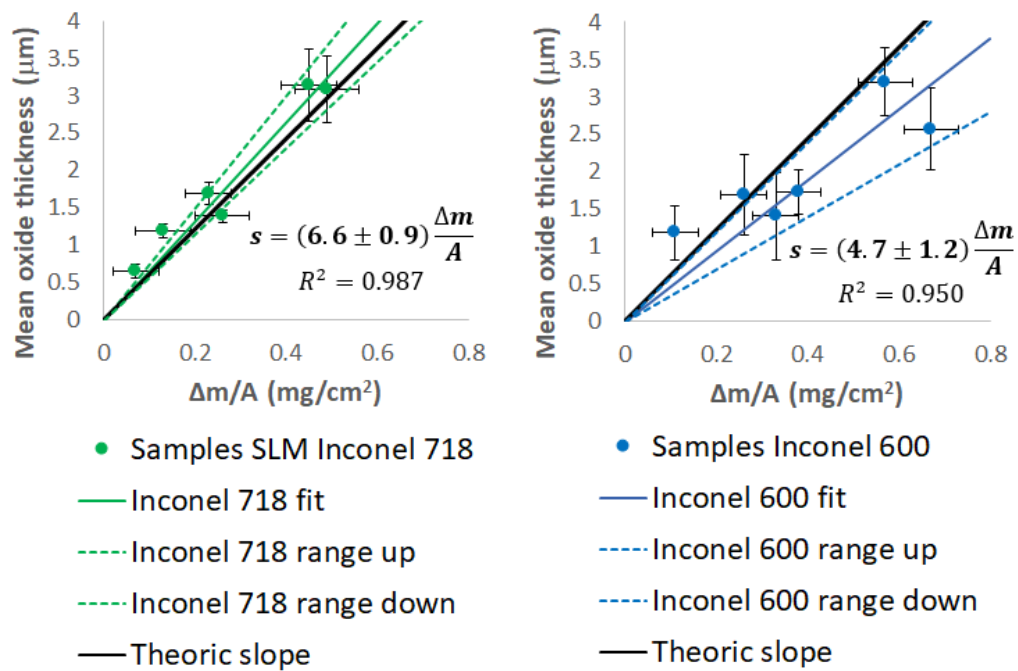 Mean oxide thickness (μm)
4
3.5
3
2.5
2
1.5
1
0.5
0
0
0.2
0.4
0.6
0.8
Δm/A (mg/cm²)
s = (6.6 ± 0.9) Δm/A
R² = 0.987
Samples SLM Inconel 718
Inconel 718 fit
Inconel 718 range up
Inconel 718 range down
Theoric slope
Mean oxide thickness (μm)
4
3.5
3
2.5
2
1.5
1
0.5
0
0
0.2
0.4
0.6
0.8
Δm/A (mg/cm²)
s = (4.7 ± 1.2) Δm/A
R² = 0.950
Samples Inconel 600
Inconel 600 fit
Inconel 600 range up
Inconel 600 range down
Theoric slope